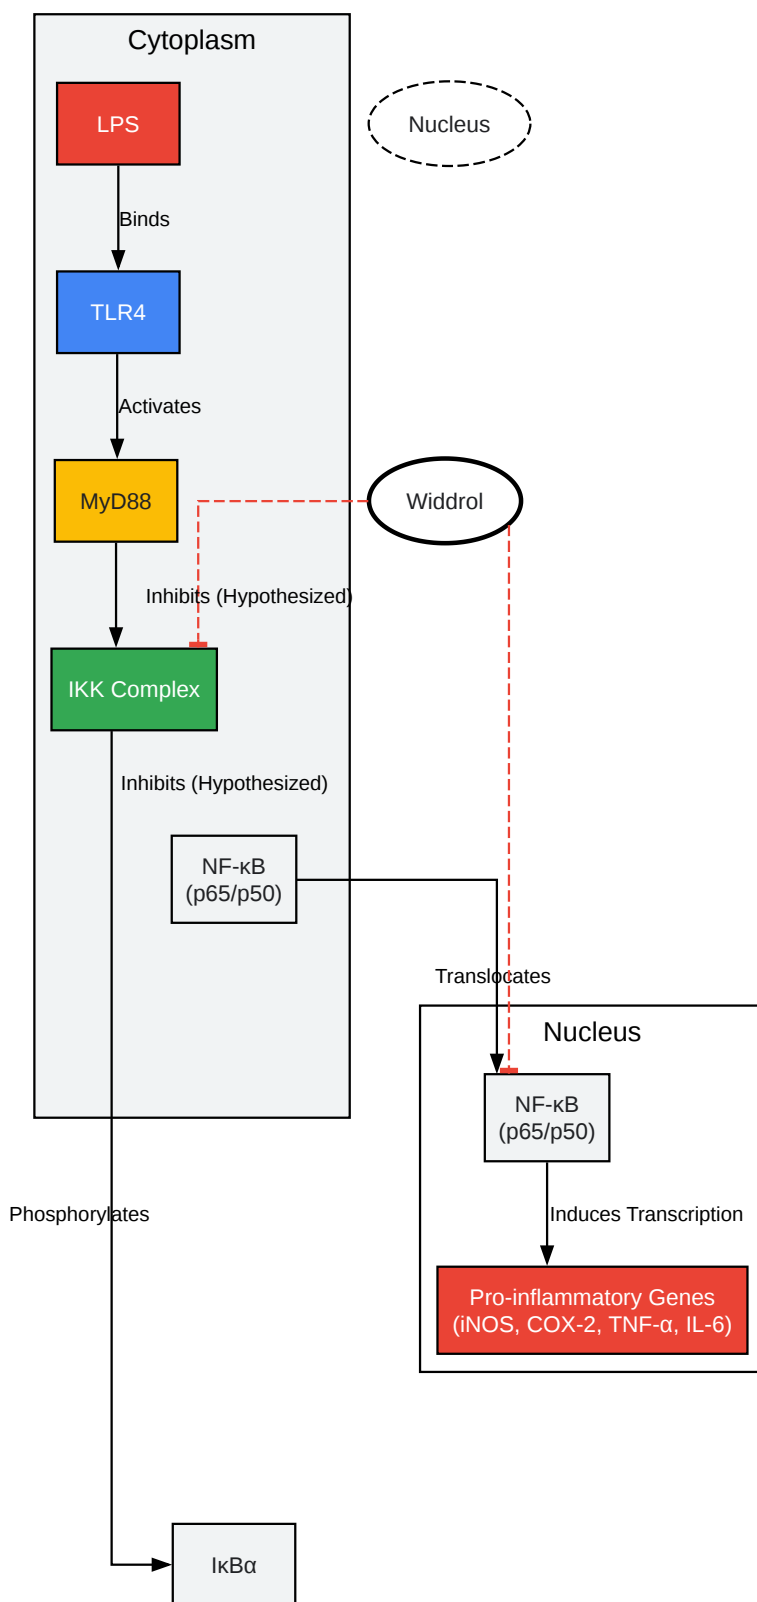 Cytoplasm
LPS
Nucleus
Binds
TLR4
Activates
MyD88
Widdrol
Inhibits (Hypothesized)
IKK Complex
Inhibits (Hypothesized)
NF-κB
(p65/p50)
Translocates
Nucleus
NF-κB
(p65/p50)
Phosphorylates
Induces Transcription
Pro-inflammatory Genes
(iNOS, COX-2, TNF-α, IL-6)
IκBα